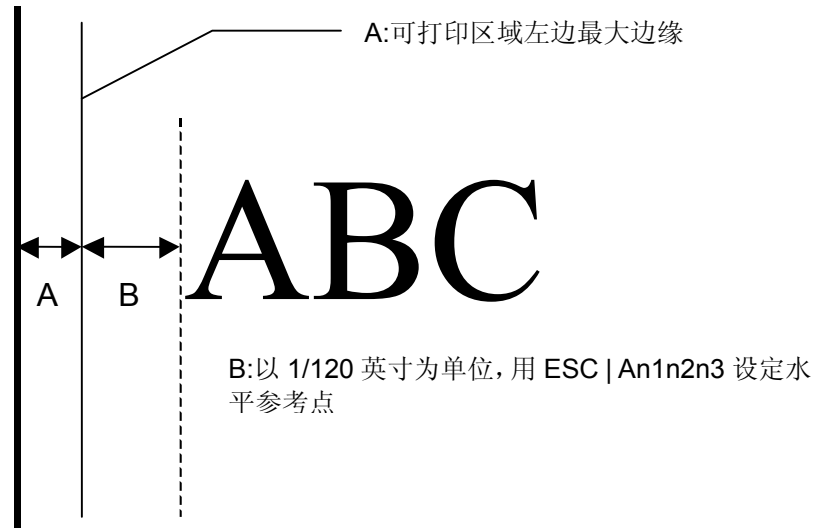 A:可打印区域左边最大边缘
ABC
A
B
B:以 1/120 英寸为单位,用 ESC | An1n2n3 设定水
平参考点